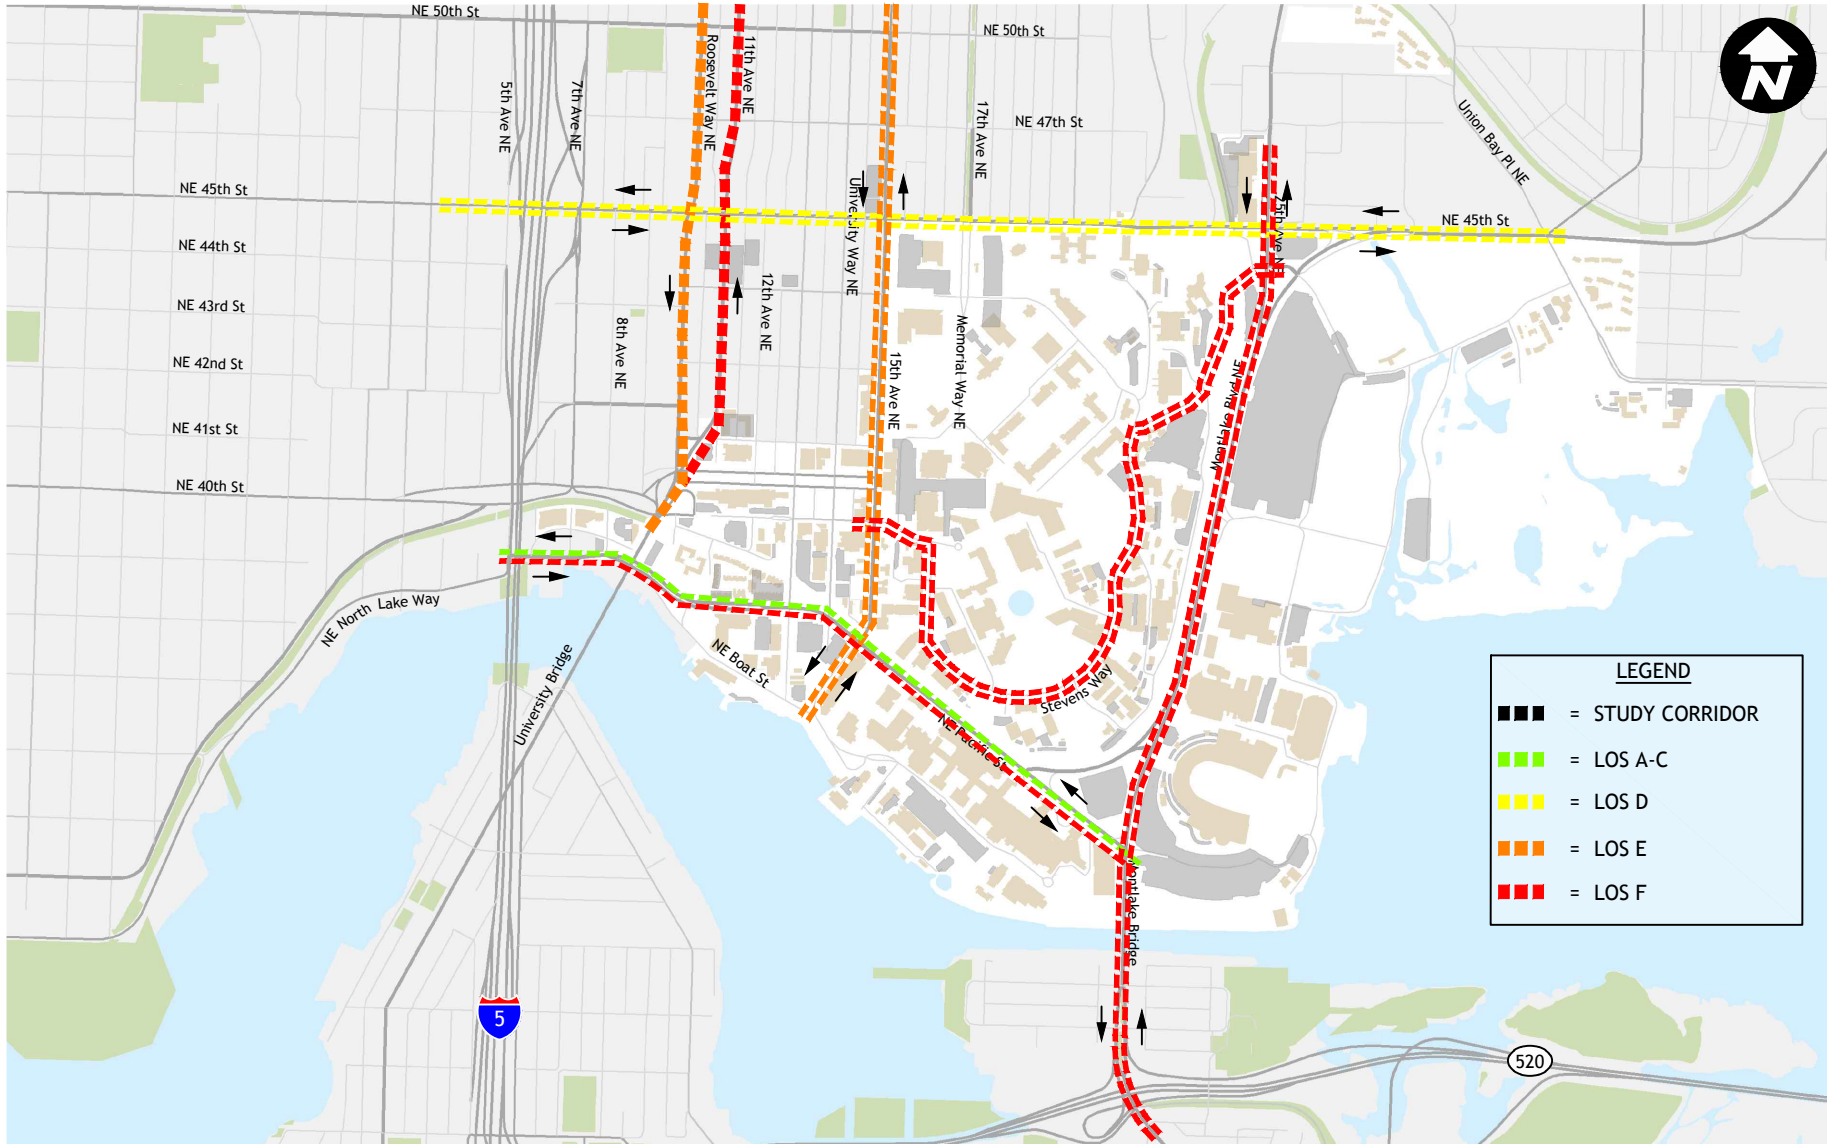 NE 50th St
NE 50th St
N
5th Ave NE
7th Ave NE
Roosevelt Way NE
11th Ave NE
17th Ave NE
NE 47th St
Union Bay Pl NE
NE 45th St
University Way NE
25th Ave NE
NE 45th St
NE 44th St
12th Ave NE
NE 43rd St
8th Ave NE
Memorial Way NE
15th Ave NE
NE 42nd St
Montlake Blvd NE
NE 41st St
NE 40th St
NE North Lake Way
University Bridge
NE Boat St
Stevens Way
NE Pacific St
Montlake Bridge
LEGEND
= STUDY CORRIDOR
= LOS A-C
= LOS D
= LOS E
= LOS F
5
520